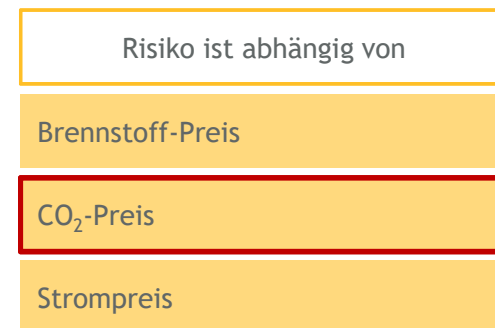 Risiko ist abhängig von
Brennstoff-Preis
CO₂-Preis
Strompreis